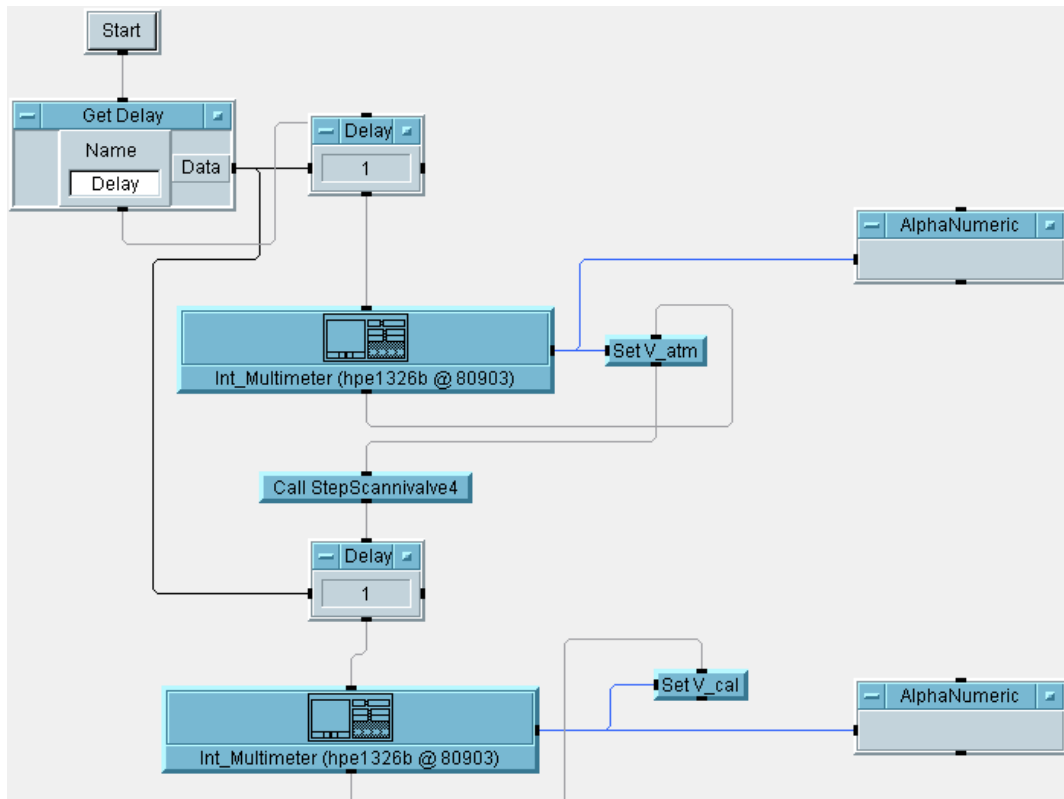 Start
Get Delay
Name
Delay
Data
Delay
1
AlphaNumeric
Int_Multimeter (hpe1326b @ 80903)
Set V_atm
Call StepScannivalve4
Delay
1
Set V_cal
AlphaNumeric
Int_Multimeter (hpe1326b @ 80903)